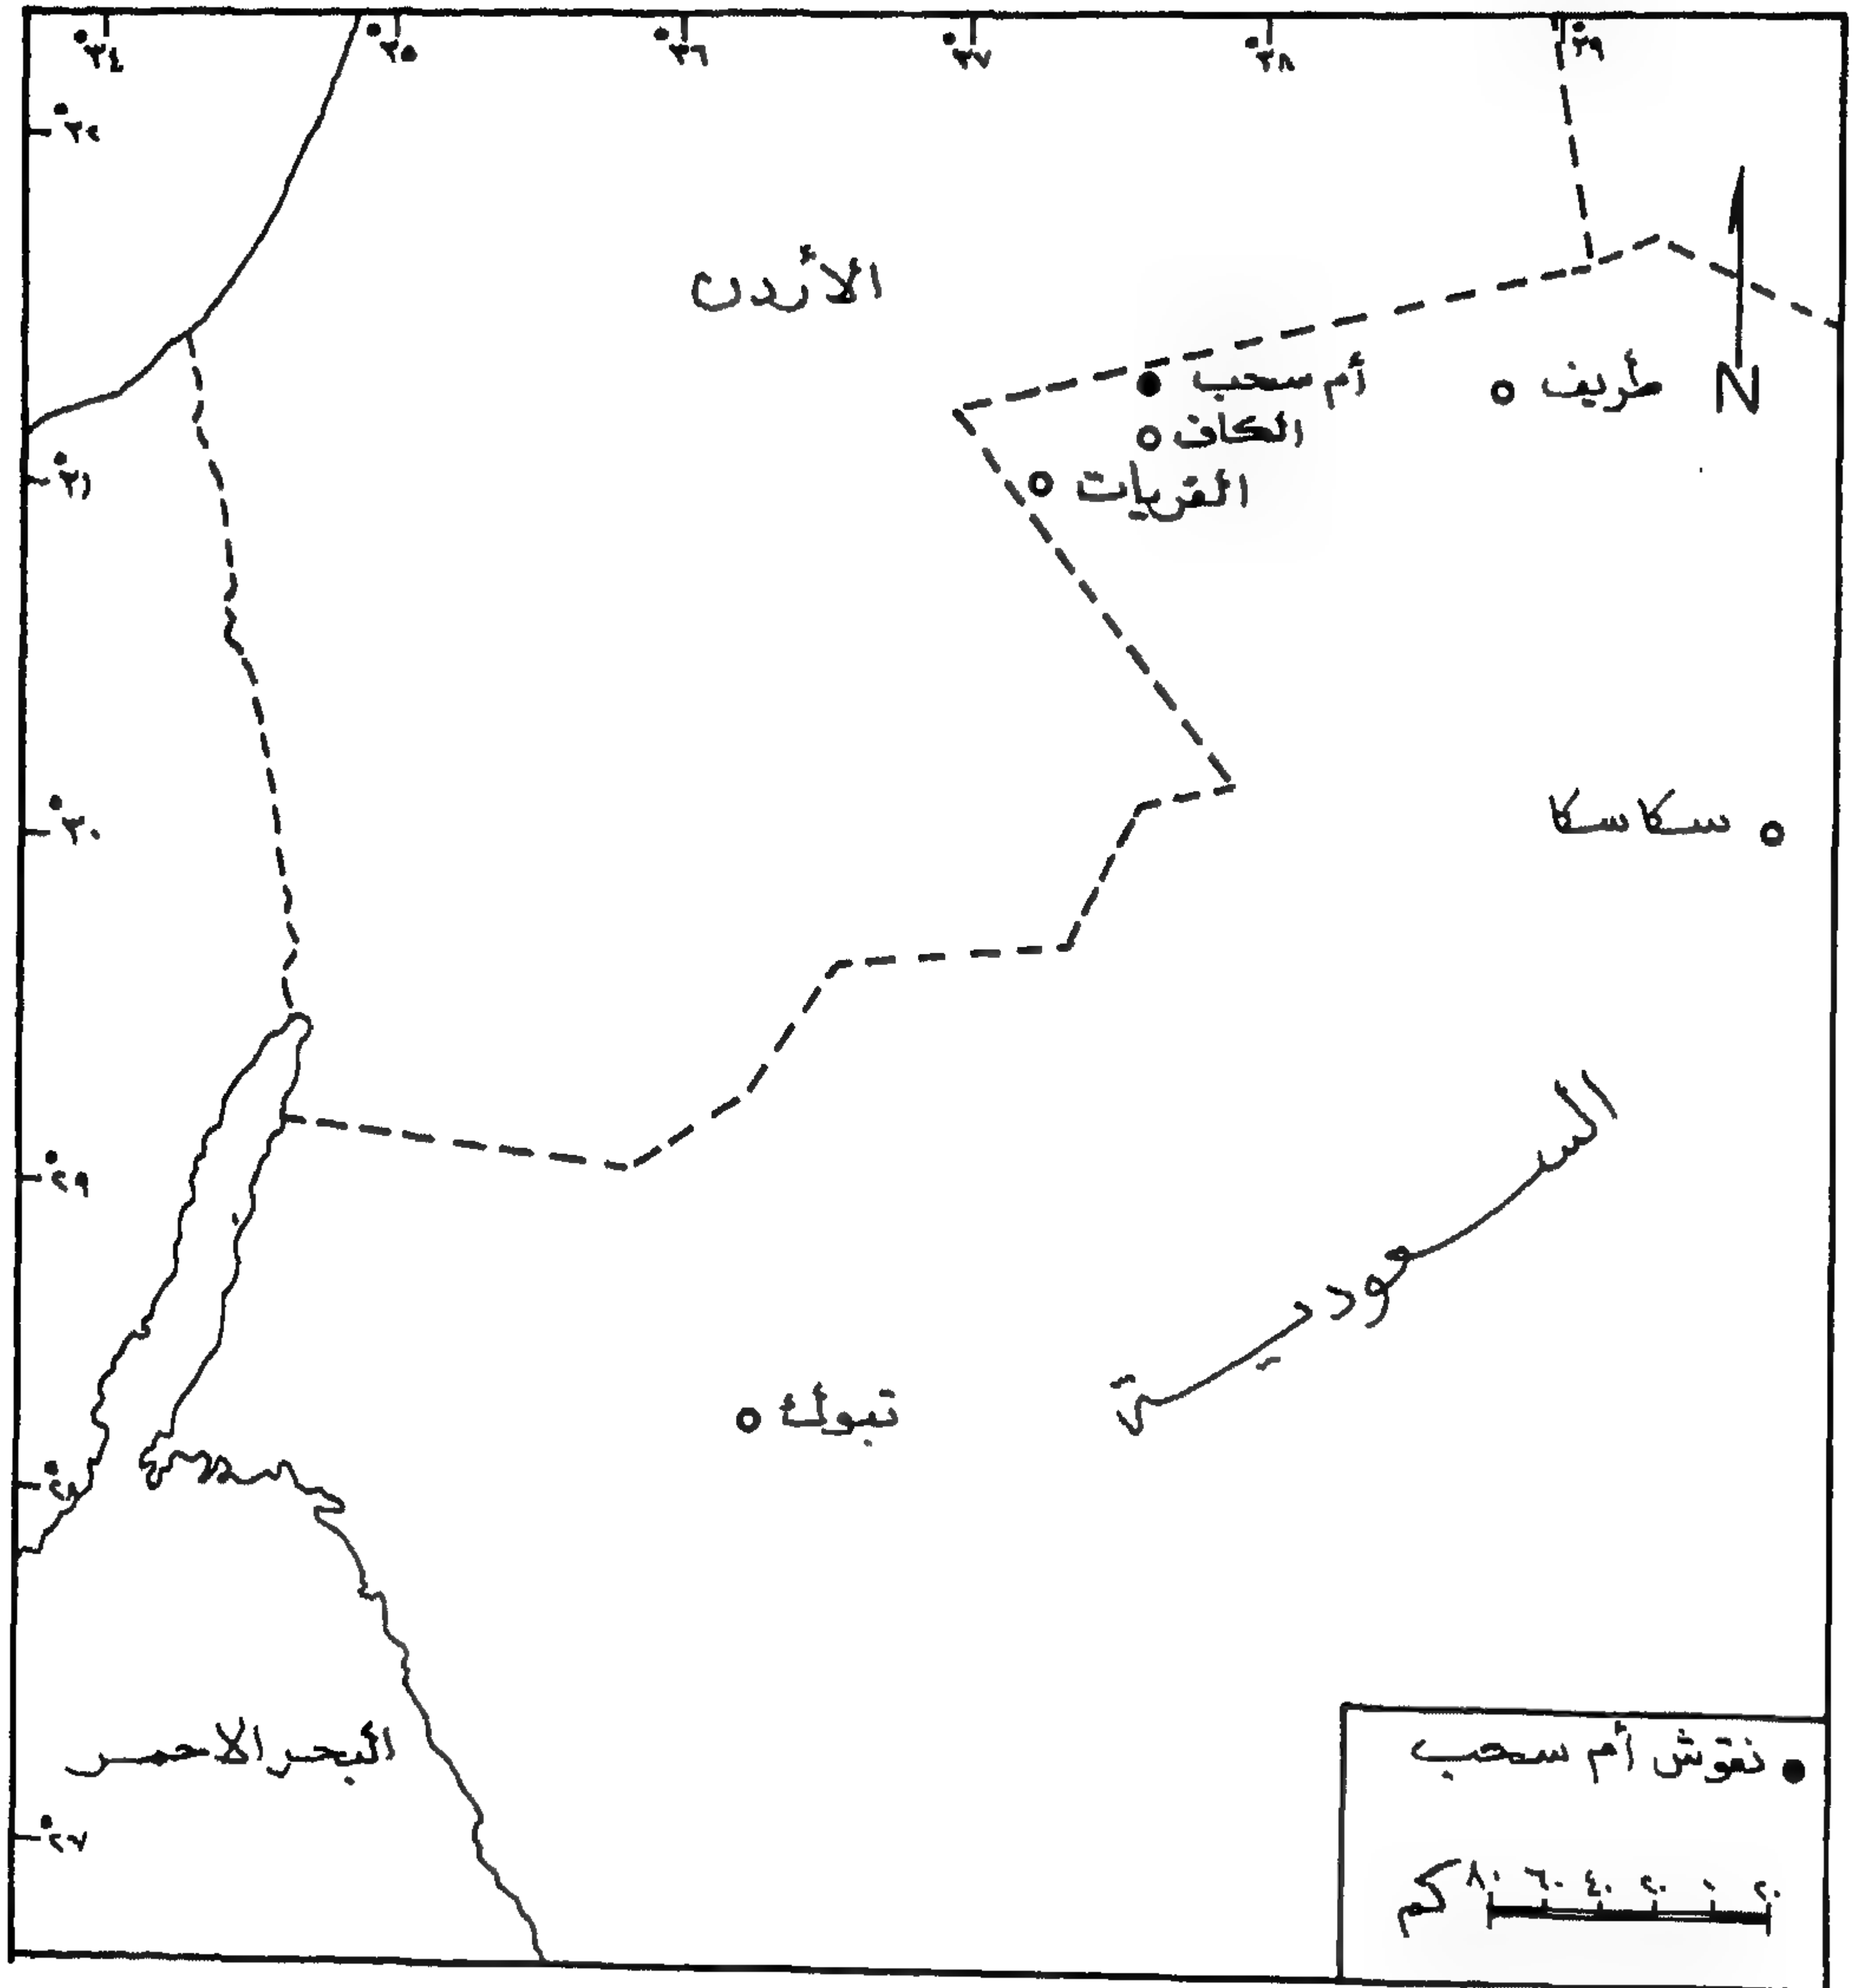 ٣٤° ٣٥° ٣٦° ٣٧° ٣٨° ٣٩°
٣٢°
الأردن
أم سحب
طريف
الكاف
٣١°
القريات
٣٠°
سكاسكا
٢٩°
السعودية
تبوك
٢٨°
البحر الاحمر
نقوش أم سحب
٢٧°
كم ٨٠ ٦٠ ٤٠ ٢٠ ٠ ٢٠